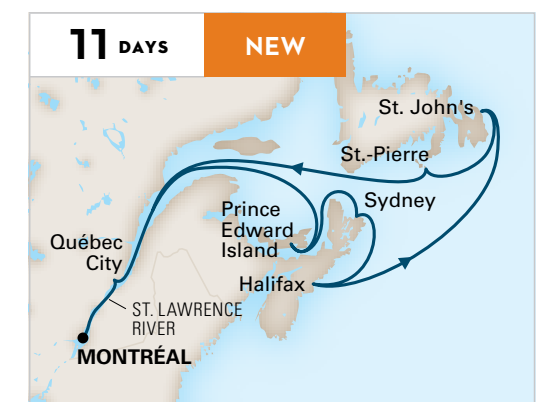 11 DAYS
NEW
St. John's
St.-Pierre
Sydney
Prince
Edward
Island
Québec
City
Halifax
ST. LAWRENCE
RIVER
MONTRÉAL